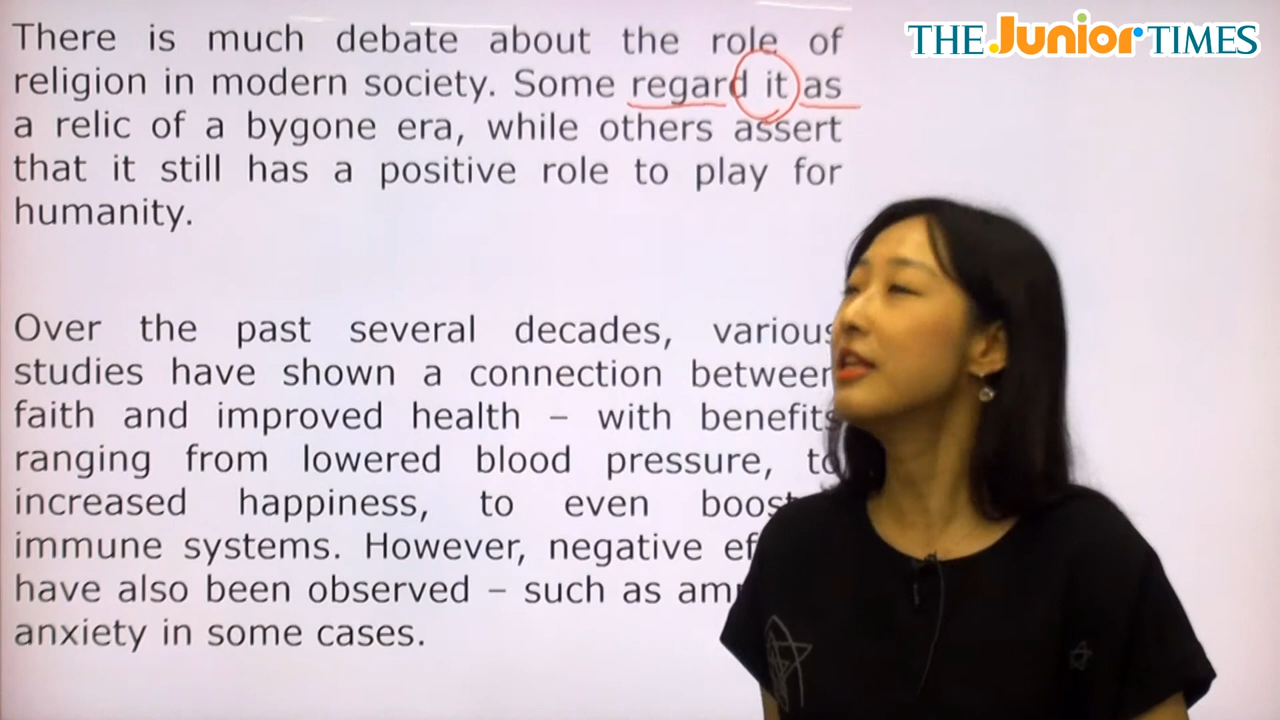 THE Junior TIMES
There is much debate about the role of
religion in modern society. Some regard it as
a relic of a bygone era, while others assert
that it still has a positive role to play for
humanity.
Over the past several decades, various
studies have shown a connection between
faith and improved health – with benefits
ranging from lowered blood pressure, to
increased happiness, to even
immune systems. However, negative
have also been observed – such as
anxiety in some cases.